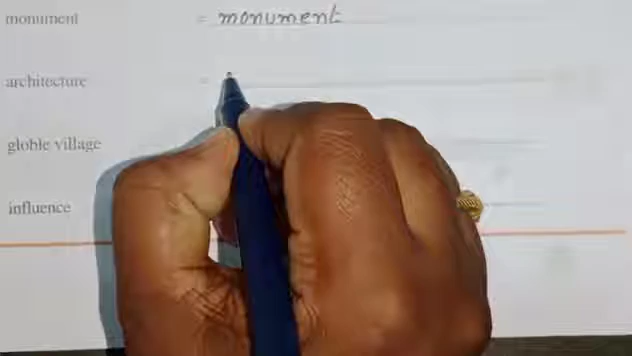 monument = monument
architecture =
globle village
influence